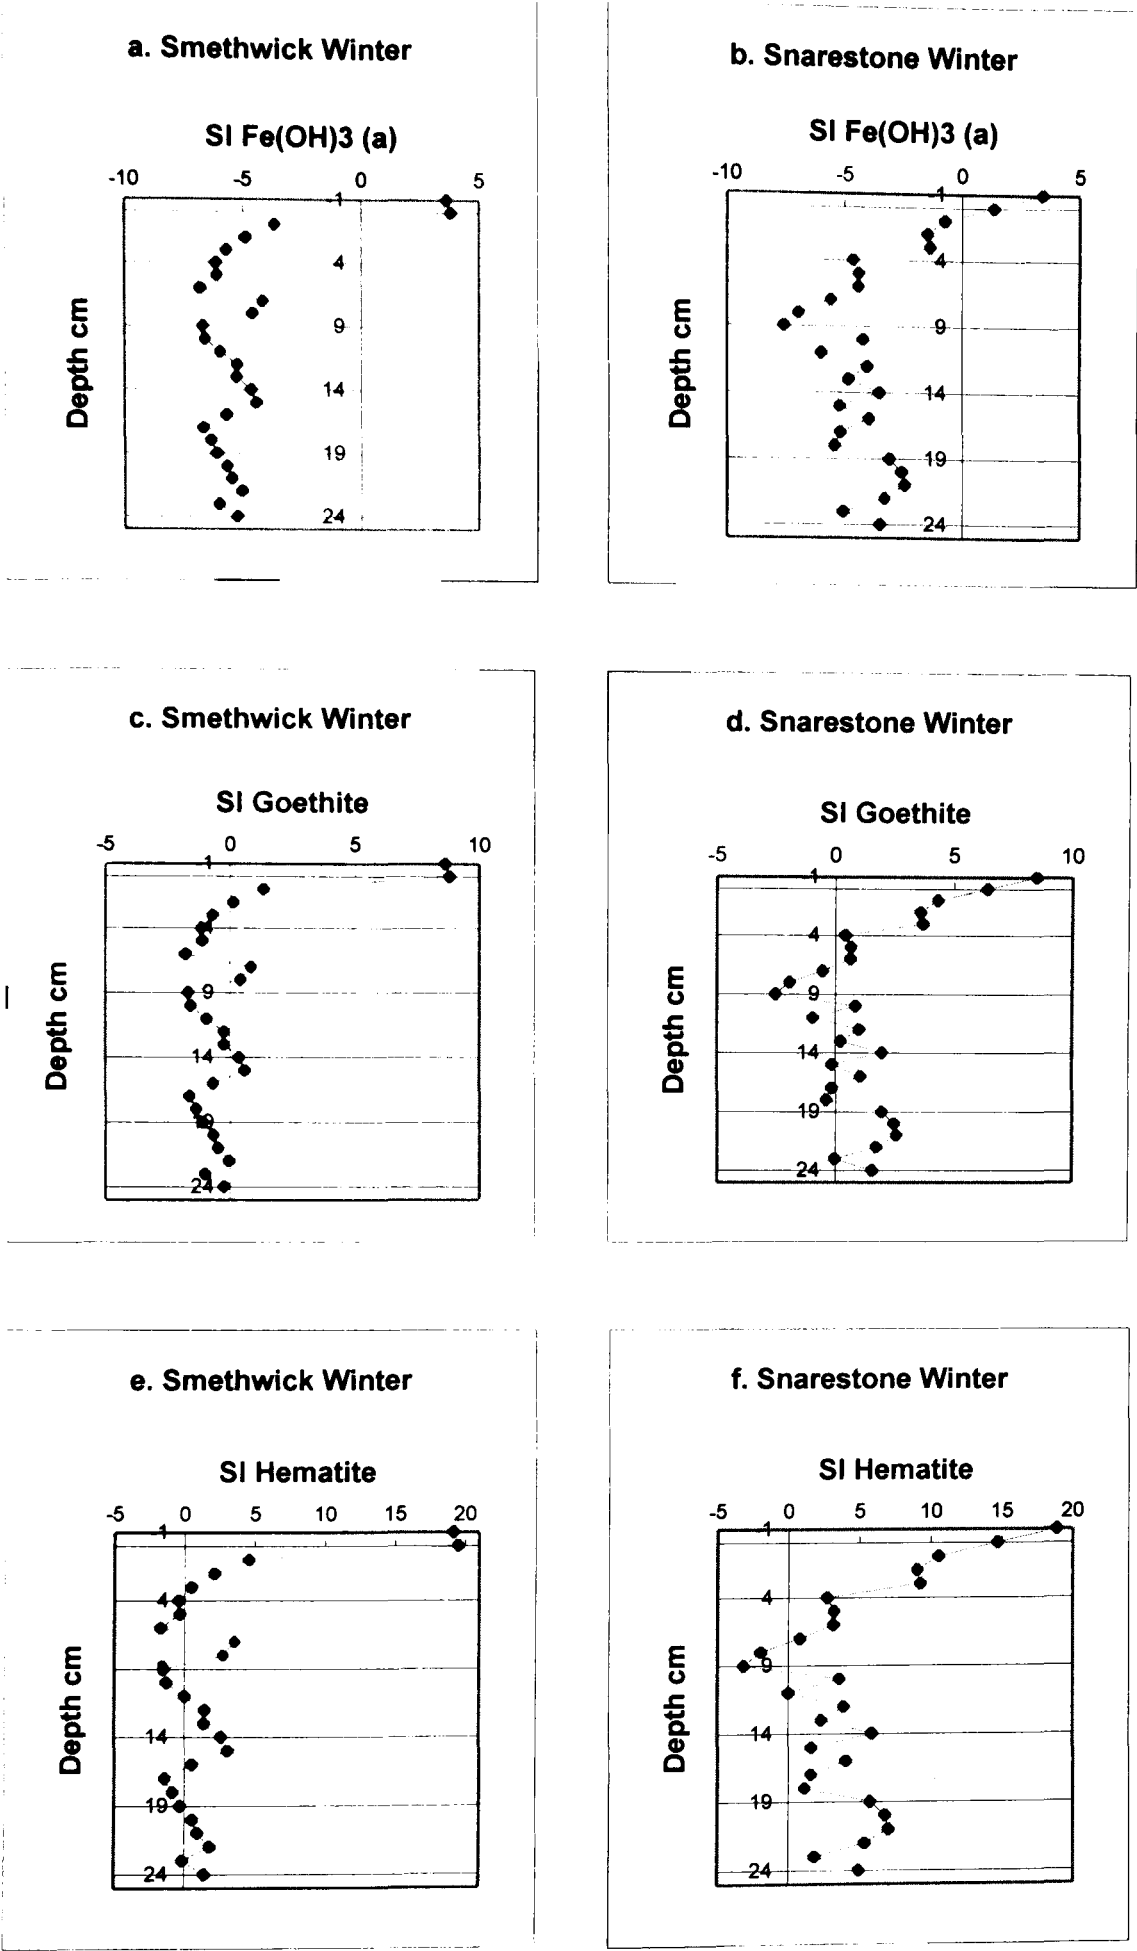 a. Smethwick Winter
SI Fe(OH)3 (a)
-10 -5 0 5
1
4
9
14
19
24
Depth cm
b. Snarestone Winter
SI Fe(OH)3 (a)
-10 -5 0 5
1
4
9
14
19
24
Depth cm
c. Smethwick Winter
SI Goethite
-5 0 5 10
1
4
9
14
19
24
Depth cm
d. Snarestone Winter
SI Goethite
-5 0 5 10
1
4
9
14
19
24
Depth cm
e. Smethwick Winter
SI Hematite
-5 0 5 10 15 20
1
4
14
19
24
Depth cm
f. Snarestone Winter
SI Hematite
-5 0 5 10 15 20
1
4
9
14
19
24
Depth cm